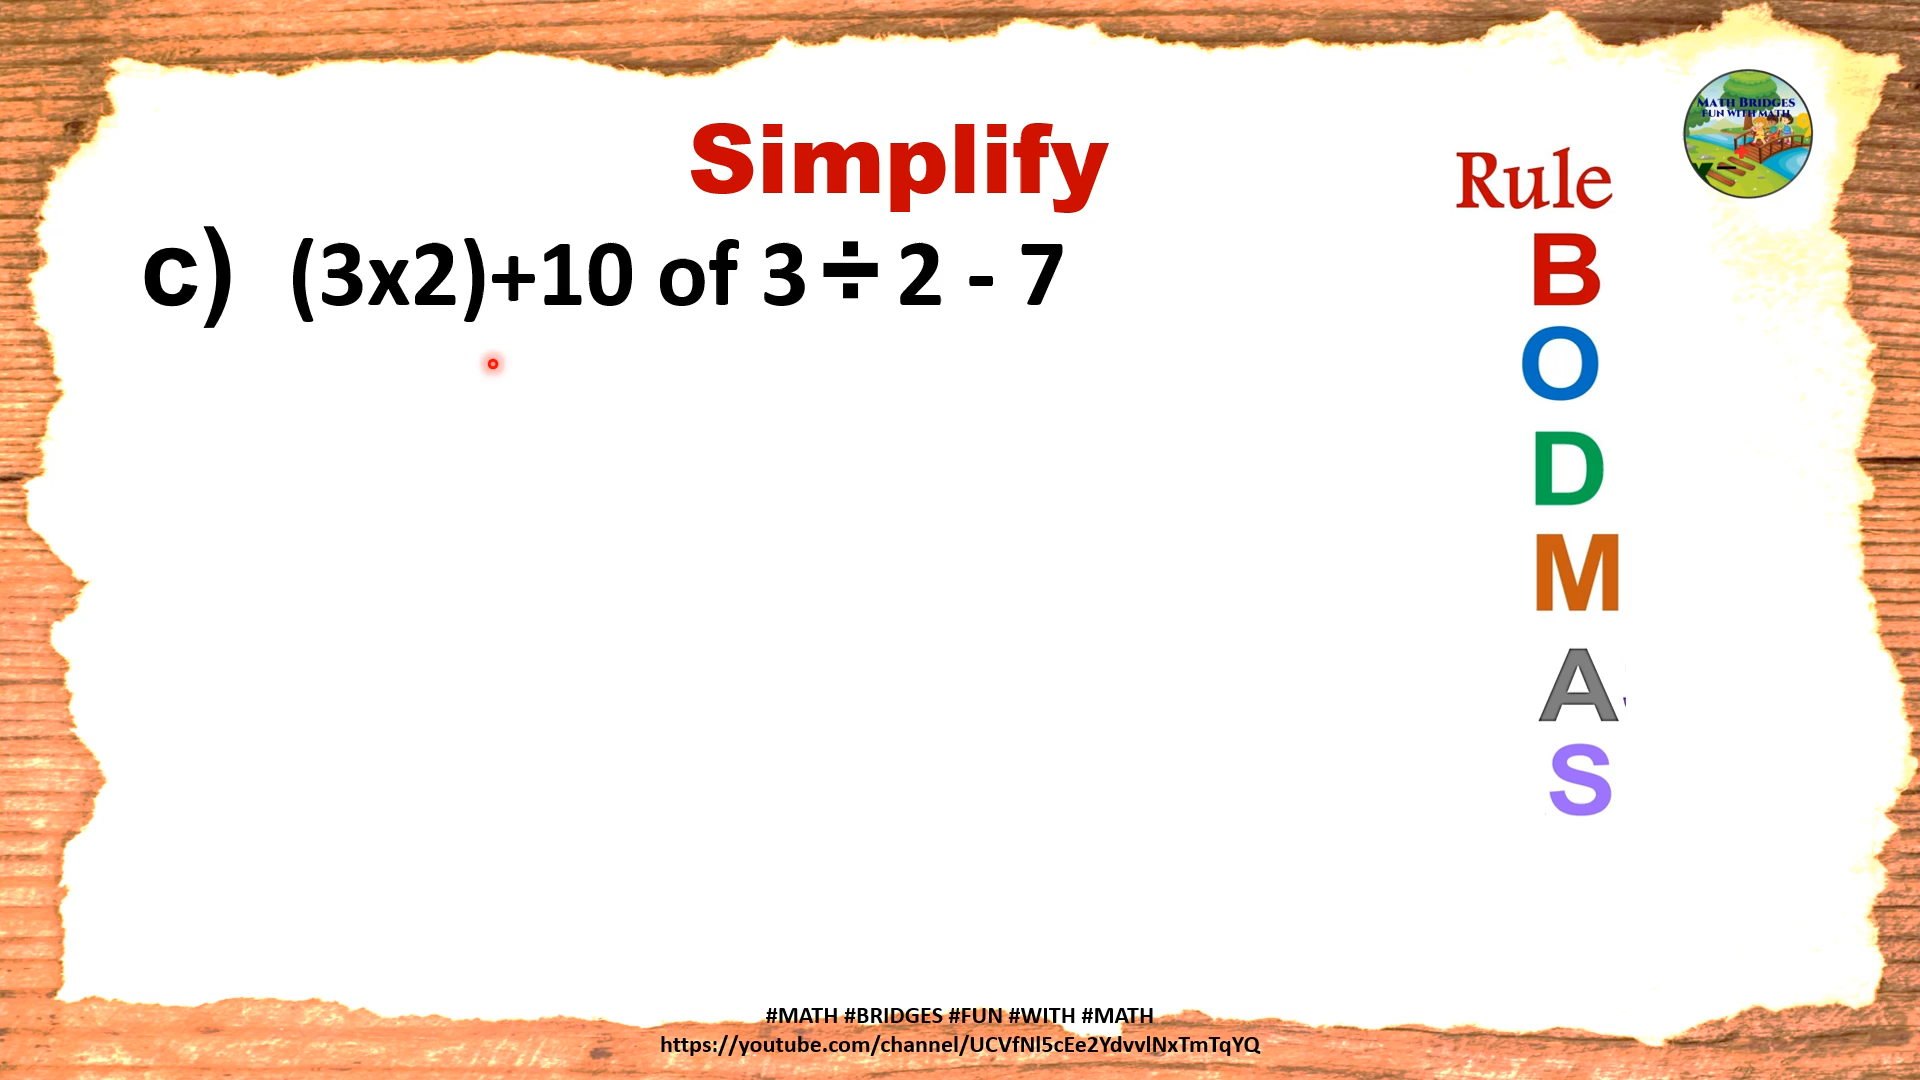 MATH BRIDGES
FUN WITH MATH
Simplify
c) (3x2)+10 of 3÷2 - 7
Rule
B
O
D
M
A
S
#MATH #BRIDGES #FUN #WITH #MATH
https://youtube.com/channel/UCVfNl5cEe2YdvvlNxTmTqYQ